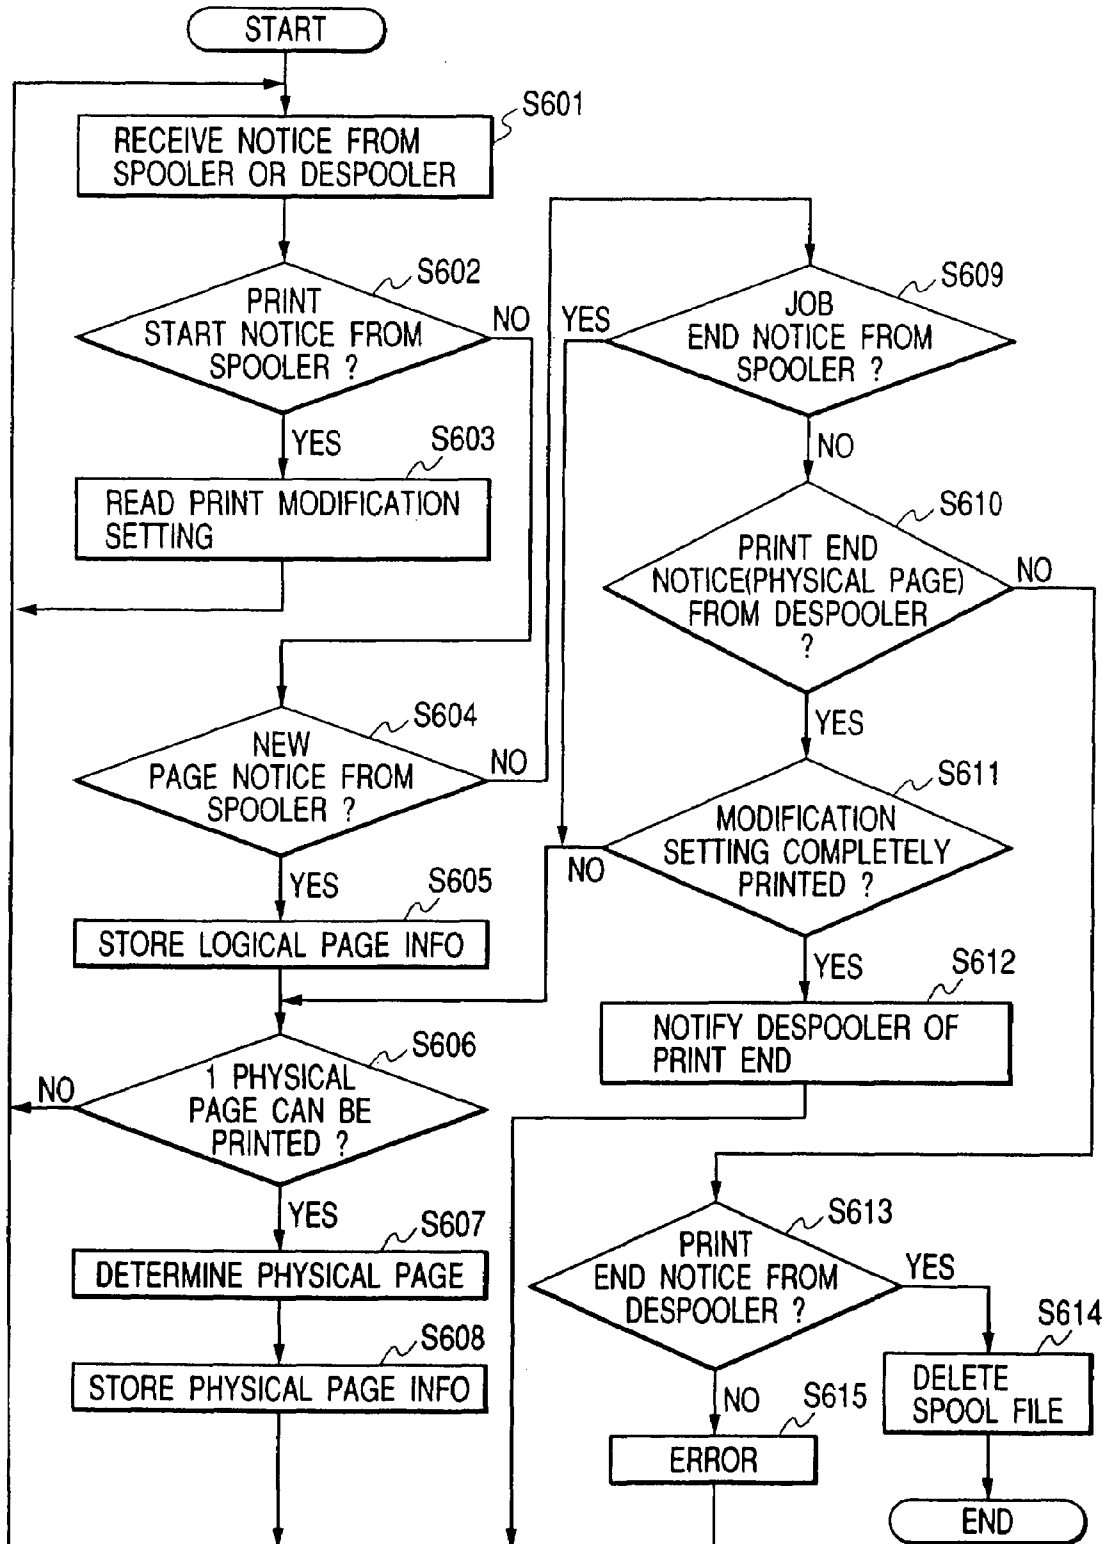 START
S601
RECEIVE NOTICE FROM
SPOOLER OR DESPOOLER
S602
PRINT
START NOTICE FROM
SPOOLER ?
NO
YES
S603
READ PRINT MODIFICATION
SETTING
S604
NEW
PAGE NOTICE FROM
SPOOLER ?
NO
YES
S605
STORE LOGICAL PAGE INFO
S606
1 PHYSICAL
PAGE CAN BE
PRINTED ?
NO
YES
S607
DETERMINE PHYSICAL PAGE
S608
STORE PHYSICAL PAGE INFO
S609
JOB
END NOTICE FROM
SPOOLER ?
YES
NO
S610
PRINT END
NOTICE(PHYSICAL PAGE)
FROM DESPOOLER
?
NO
YES
S611
MODIFICATION
SETTING COMPLETELY
PRINTED ?
NO
YES
S612
NOTIFY DESPOOLER OF
PRINT END
S613
PRINT
END NOTICE FROM
DESPOOLER ?
YES
NO
S614
DELETE
SPOOL FILE
S615
ERROR
END